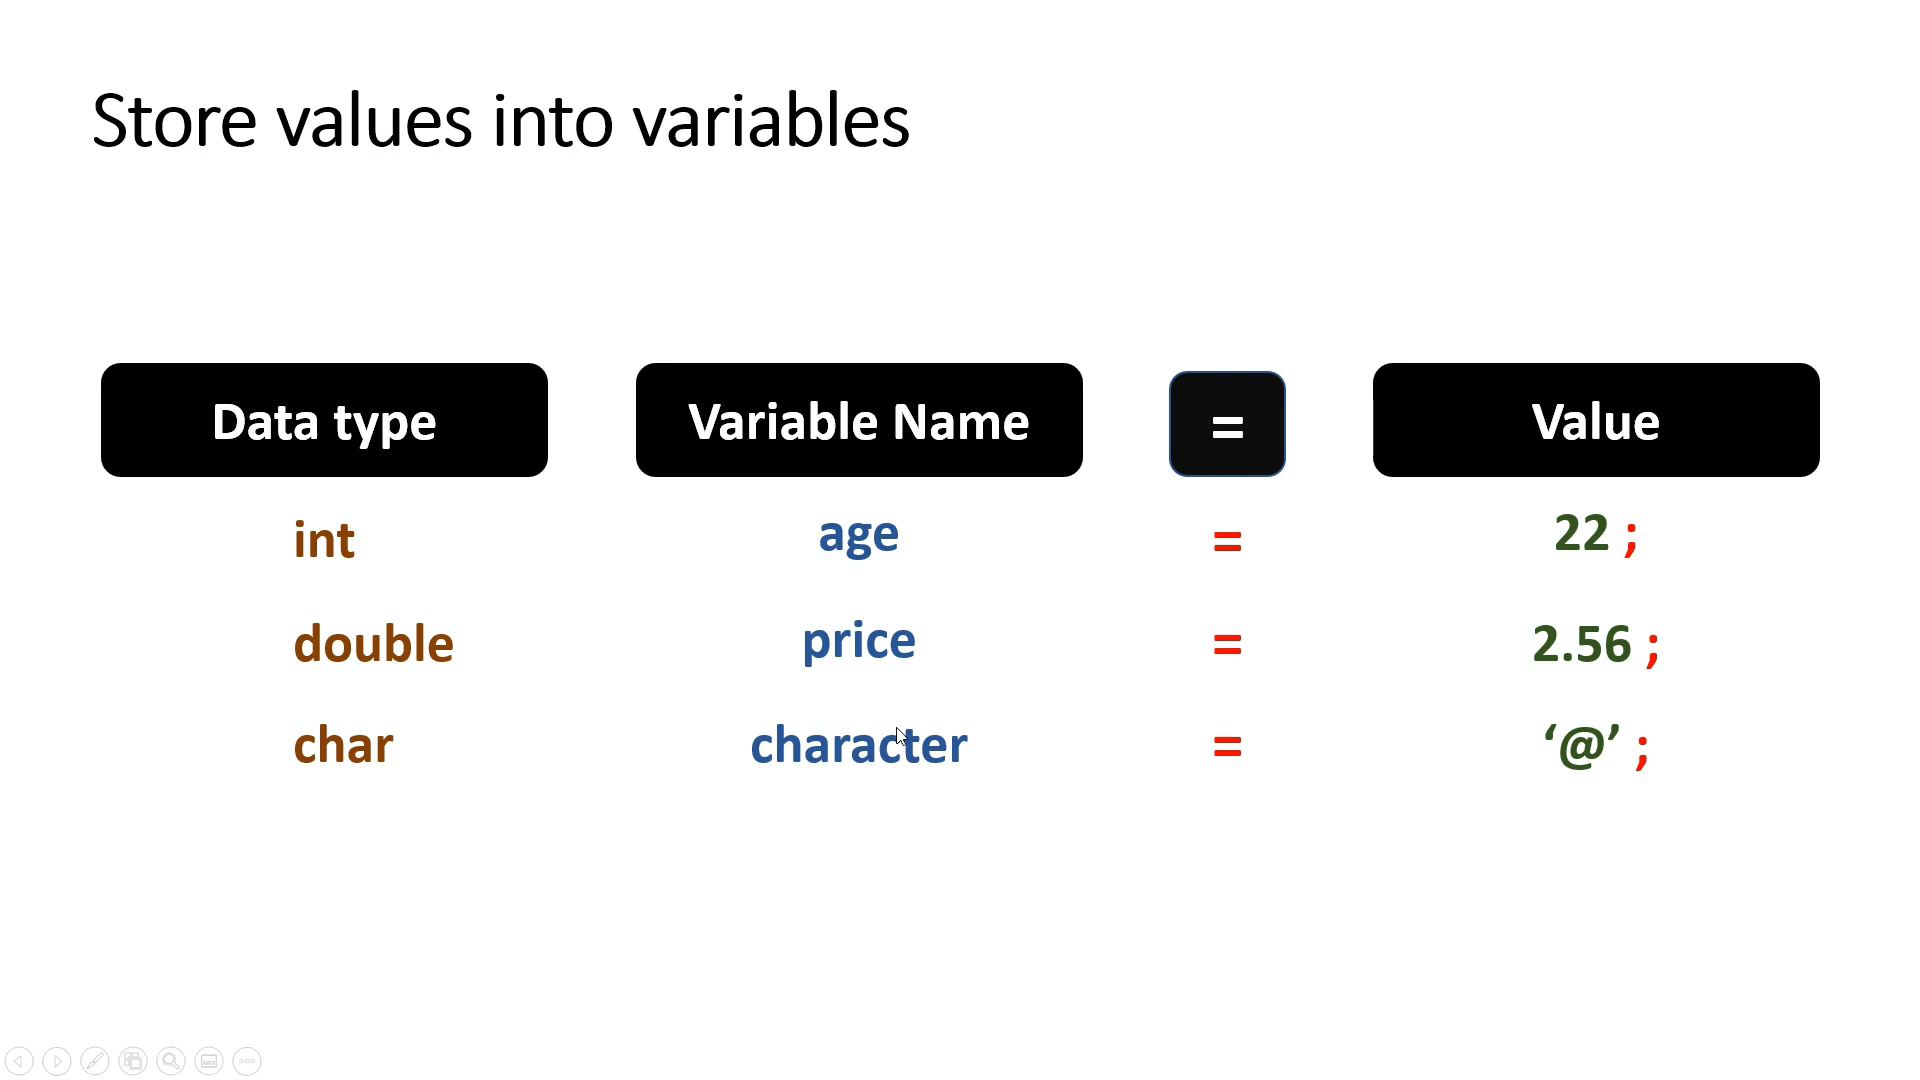 Store values into variables
Data type Variable Name = Value
int age = 22 ;
double price = 2.56 ;
char character = ‘@’ ;